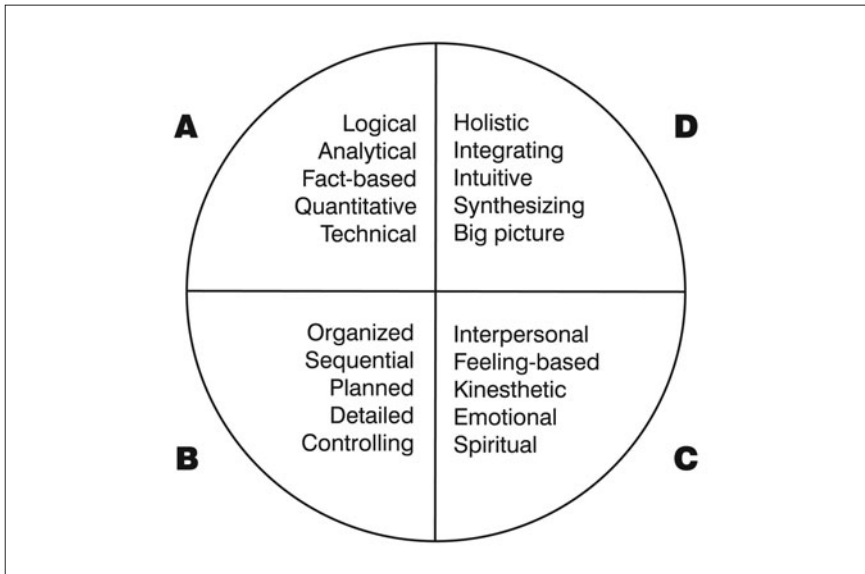 A
Logical
Analytical
Fact-based
Quantitative
Technical
D
Holistic
Integrating
Intuitive
Synthesizing
Big picture
B
Organized
Sequential
Planned
Detailed
Controlling
C
Interpersonal
Feeling-based
Kinesthetic
Emotional
Spiritual